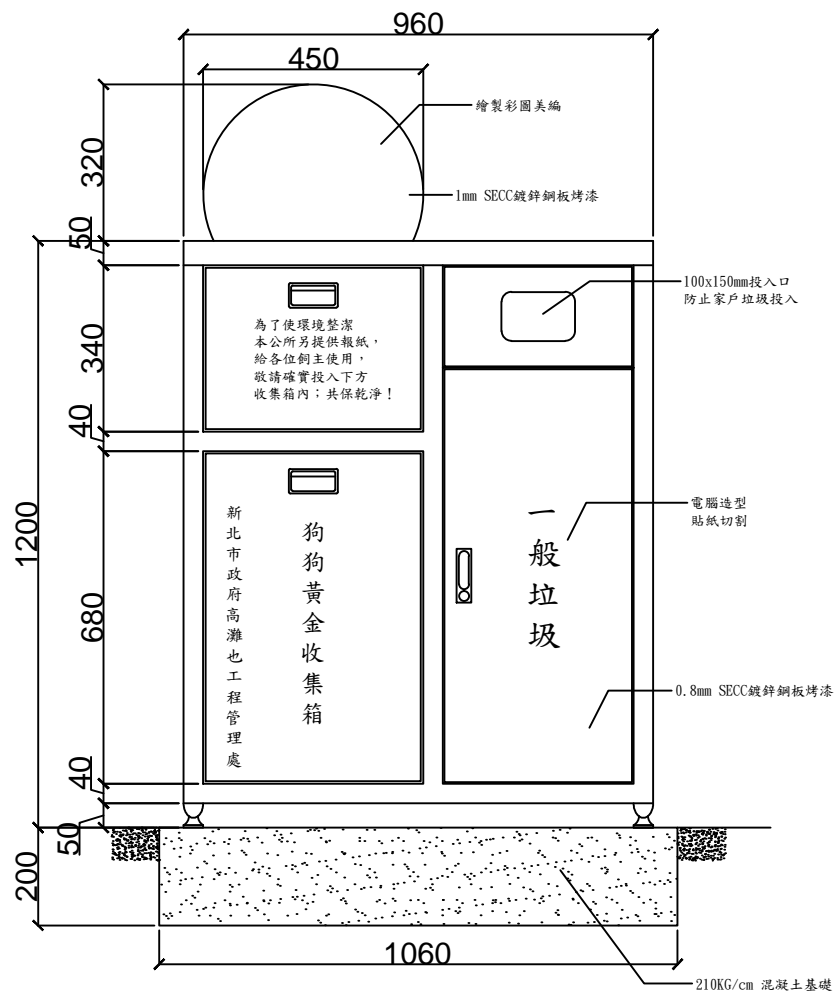 960
450
繪製彩圖美編
320
1mm SECC鍍鋅鋼板烤漆
50
100x150mm投入口
防止家戶垃圾投入
為了使環境整潔
本公所另提供報紙，
給各位飼主使用，
敬請確實投入下方
收集箱內；共保乾淨！
340
40
1200
新北市政府高灘也工程管理處
狗狗黃金收集箱
一般垃圾
電腦造型
貼紙切割
680
0.8mm SECC鍍鋅鋼板烤漆
40
50
200
1060
210KG/cm 混凝土基礎